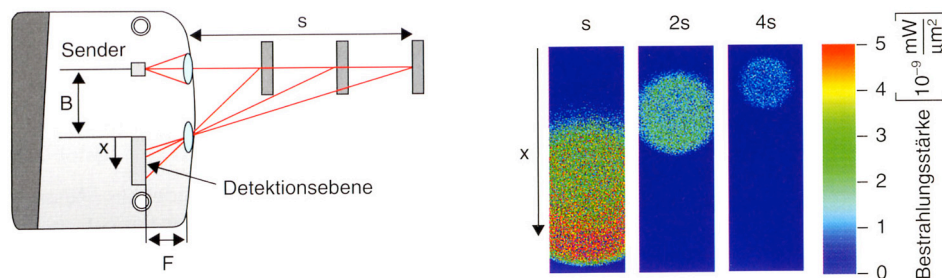 Sender
B
x
s
Detektionsebene
F
s
2s
4s
x
5
4
3
2
1
0
Bestrahlungsstärke [10⁻⁹ mW/µm²]